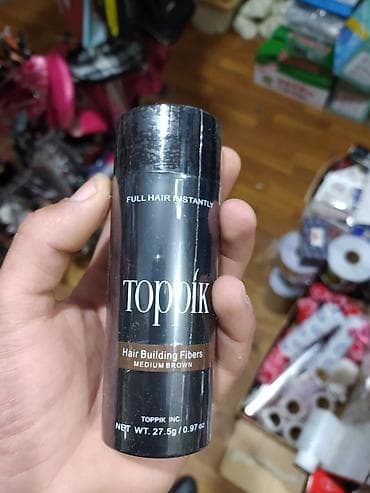 FULL HAIR INSTANTLY
Toppik
Hair Building Fibers
MEDIUM BROWN
TOPPIK INC.
NET WT. 27.5g / 0.97 oz